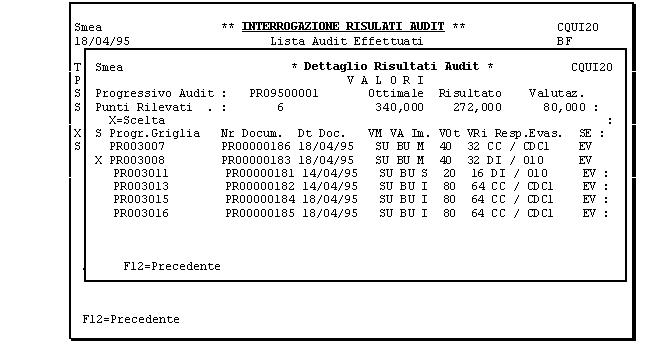 Smea ** INTERROGAZIONE RISULATI AUDIT ** CQUI20
18/04/95 Lista Audit Effettuati BF
T Smea * Dettaglio Risultati Audit * CQUI20
P V A L O R I
S Progressivo Audit : PR09500001 Ottimale Risultato Valutaz.
S Punti Rilevati . : 6 340,000 272,000 80,000 :
X=Scelta :
X S Progr.Griglia Nr Docum. Dt Doc. VM VA Im. VOt VRi Resp.Evas. SE :
S PR003007 PR00000186 18/04/95 SU BU M 40 32 CC / CDC1 EV
X PR003008 PR00000183 18/04/95 SU BU M 40 32 DI / 010 EV
PR003011 PR00000181 14/04/95 SU BU S 20 16 DI / 010 EV :
PR003013 PR00000182 14/04/95 SU BU I 80 64 CC / CDC1 EV :
PR003015 PR00000184 18/04/95 SU BU I 80 64 CC / CDC1 EV :
PR003016 PR00000185 18/04/95 SU BU I 80 64 CC / CDC1 EV :
. F12=Precedente
F12=Precedente